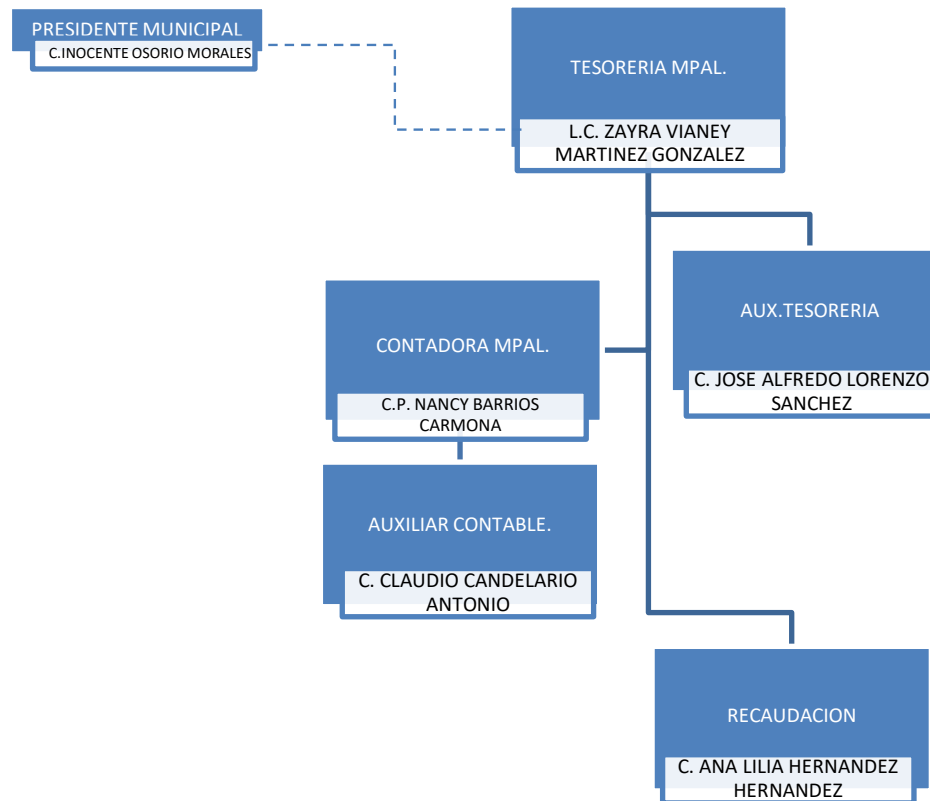 PRESIDENTE MUNICIPAL
C.INOCENTE OSORIO MORALES
TESORERIA MPAL.
L.C. ZAYRA VIANEY
MARTINEZ GONZALEZ
AUX.TESORERIA
C. JOSE ALFREDO LORENZO
SANCHEZ
CONTADORA MPAL.
C.P. NANCY BARRIOS
CARMONA
AUXILIAR CONTABLE.
C. CLAUDIO CANDELARIO
ANTONIO
RECAUDACION
C. ANA LILIA HERNANDEZ
HERNANDEZ